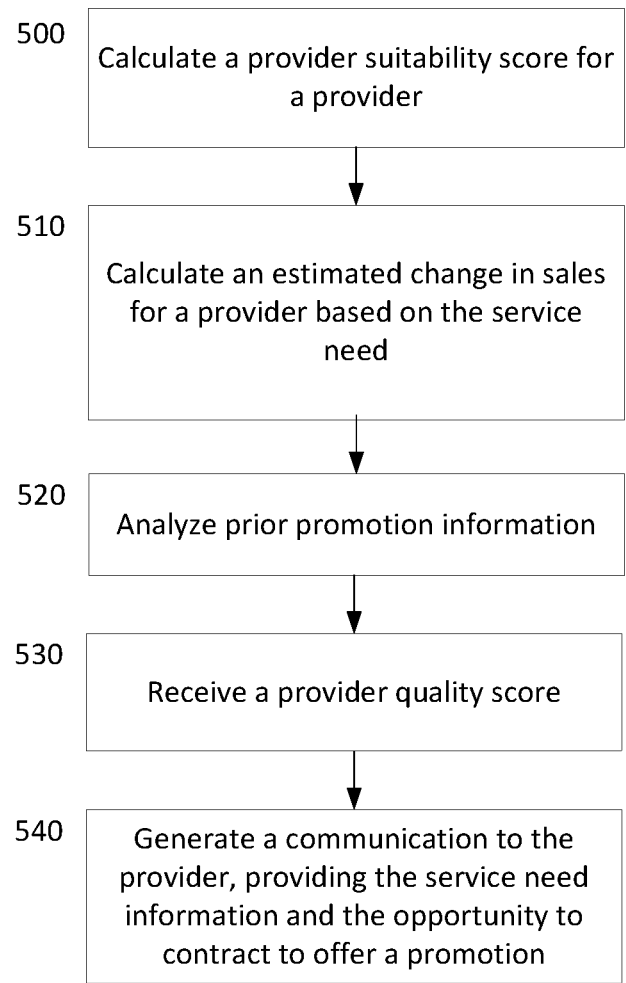 500
Calculate a provider suitability score for
a provider
510
Calculate an estimated change in sales
for a provider based on the service
need
520
Analyze prior promotion information
530
Receive a provider quality score
540
Generate a communication to the
provider, providing the service need
information and the opportunity to
contract to offer a promotion